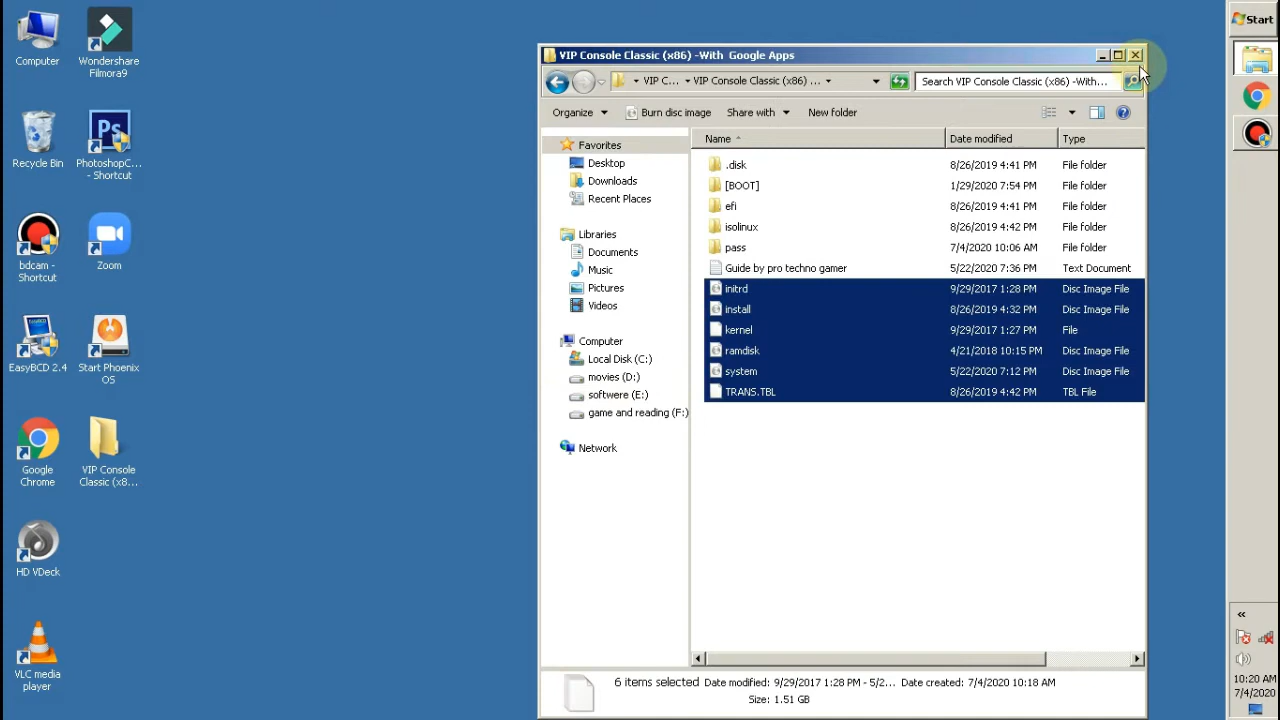 Computer
Wondershare
Filmora9
Recycle Bin
PhotoshopC...
- Shortcut
bdcam -
Shortcut
Zoom
EasyBCD 2.4
Start Phoenix
OS
Google
Chrome
VIP Console
Classic (x8...
HD VDeck
VLC media
player
VIP Console Classic (x86) -With Google Apps
VIP C... VIP Console Classic (x86) ...
Search VIP Console Classic (x86) -With...
Organize Burn disc image Share with New folder
Favorites
Desktop
Downloads
Recent Places
Libraries
Documents
Music
Pictures
Videos
Computer
Local Disk (C:)
movies (D:)
softwere (E:)
game and reading (F:)
Network
Name Date modified Type
.disk 8/26/2019 4:41 PM File folder
[BOOT] 1/29/2020 7:54 PM File folder
efi 8/26/2019 4:41 PM File folder
isolinux 8/26/2019 4:42 PM File folder
pass 7/4/2020 10:06 AM File folder
Guide by pro techno gamer 5/22/2020 7:36 PM Text Document
initrd 9/29/2017 1:28 PM Disc Image File
install 8/26/2019 4:32 PM Disc Image File
kernel 9/29/2017 1:27 PM File
ramdisk 4/21/2018 10:15 PM Disc Image File
system 5/22/2020 7:12 PM Disc Image File
TRANS.TBL 8/26/2019 4:42 PM TBL File
6 items selected Date modified: 9/29/2017 1:28 PM - 5/2... Date created: 7/4/2020 10:18 AM
Size: 1.51 GB
Start
10:20 AM
7/4/2020